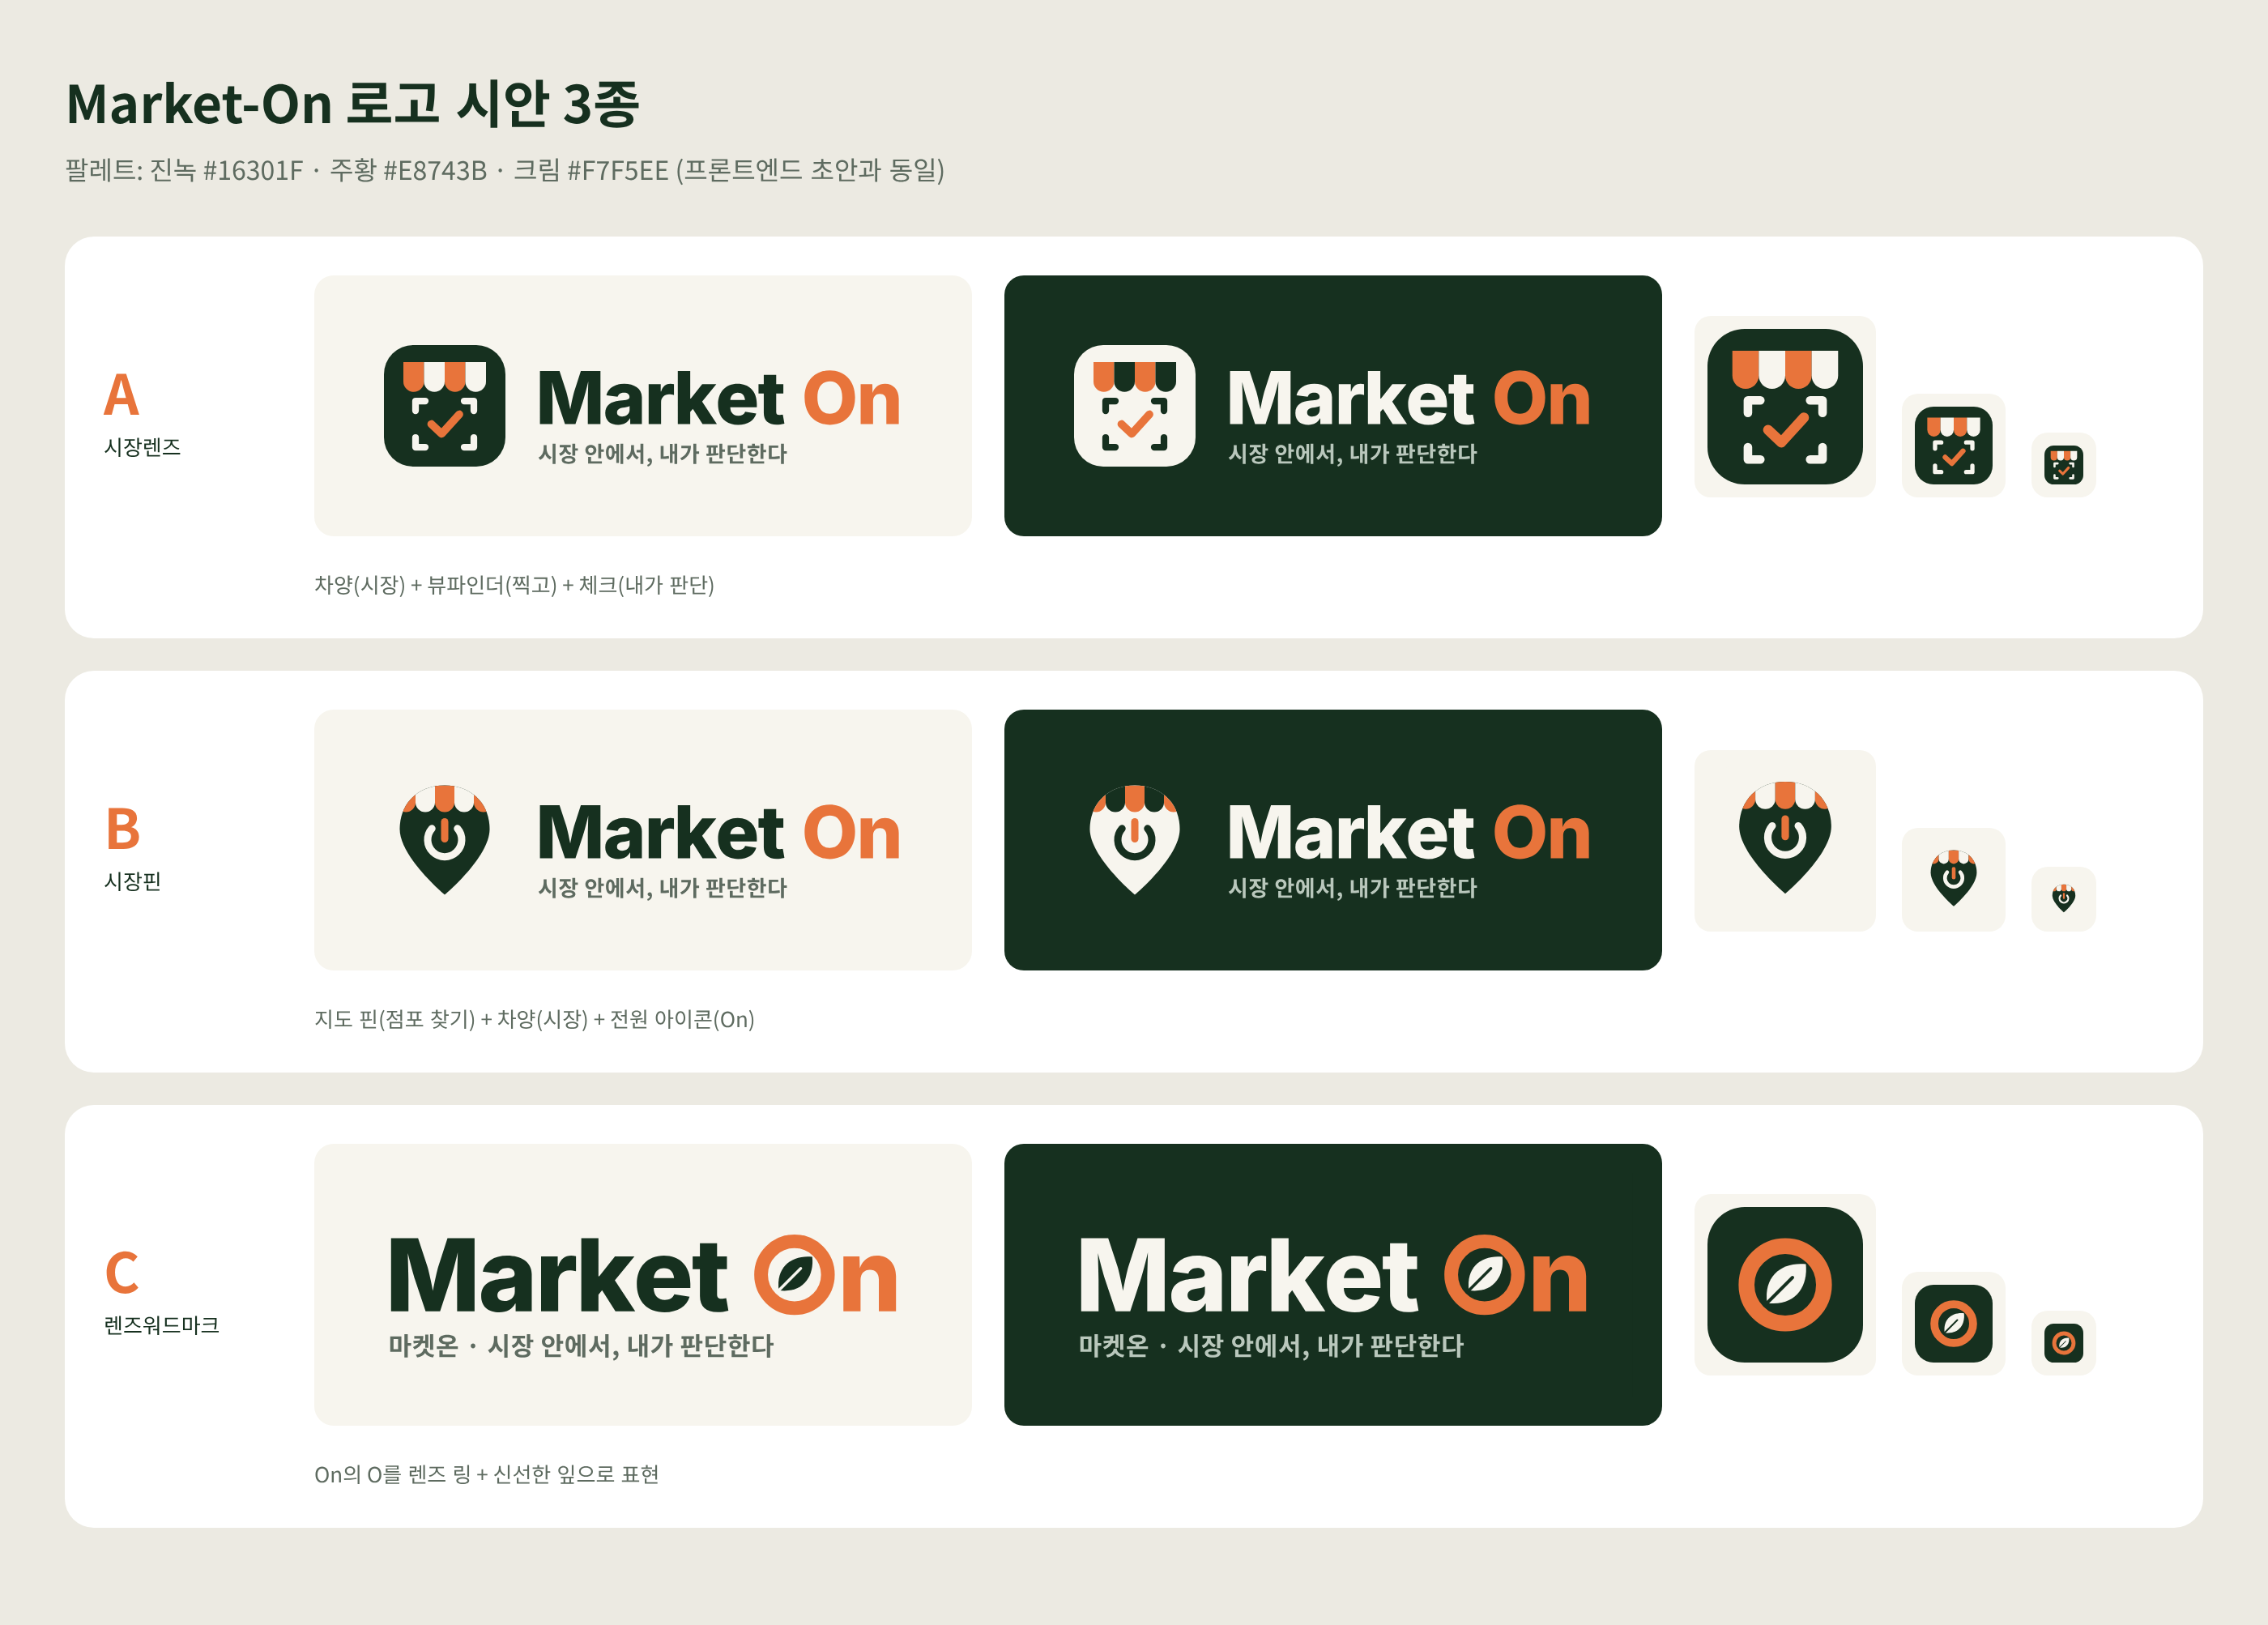 Market-On 로고 시안 3종
팔레트: 진녹 #16301F · 주황 #E8743B · 크림 #F7F5EE (프론트엔드 초안과 동일)
A
시장렌즈
Market On
시장 안에서, 내가 판단한다
Market On
시장 안에서, 내가 판단한다
차양(시장) + 뷰파인더(찍고) + 체크(내가 판단)
B
시장핀
Market On
시장 안에서, 내가 판단한다
Market On
시장 안에서, 내가 판단한다
지도 핀(점포 찾기) + 차양(시장) + 전원 아이콘(On)
C
렌즈워드마크
Market On
마켓온 · 시장 안에서, 내가 판단한다
Market On
마켓온 · 시장 안에서, 내가 판단한다
On의 O를 렌즈 링 + 신선한 잎으로 표현